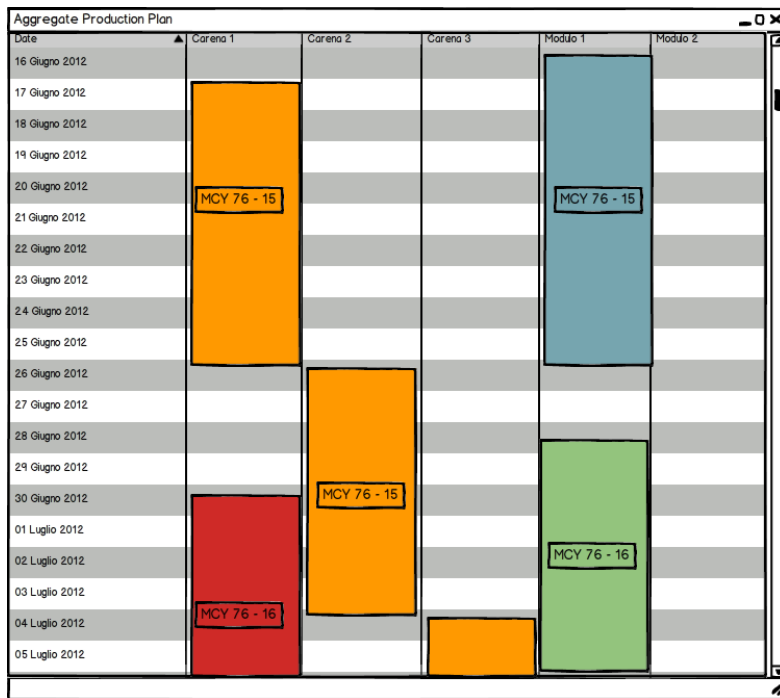 Aggregate Production Plan
Date Carena 1 Carena 2 Carena 3 Modulo 1 Modulo 2
16 Giugno 2012
17 Giugno 2012
18 Giugno 2012
19 Giugno 2012
20 Giugno 2012
MCY 76 - 15 MCY 76 - 15
21 Giugno 2012
22 Giugno 2012
23 Giugno 2012
24 Giugno 2012
25 Giugno 2012
26 Giugno 2012
27 Giugno 2012
28 Giugno 2012
29 Giugno 2012
30 Giugno 2012
MCY 76 - 15
01 Luglio 2012
MCY 76 - 16
02 Luglio 2012
03 Luglio 2012
MCY 76 - 16
04 Luglio 2012
05 Luglio 2012